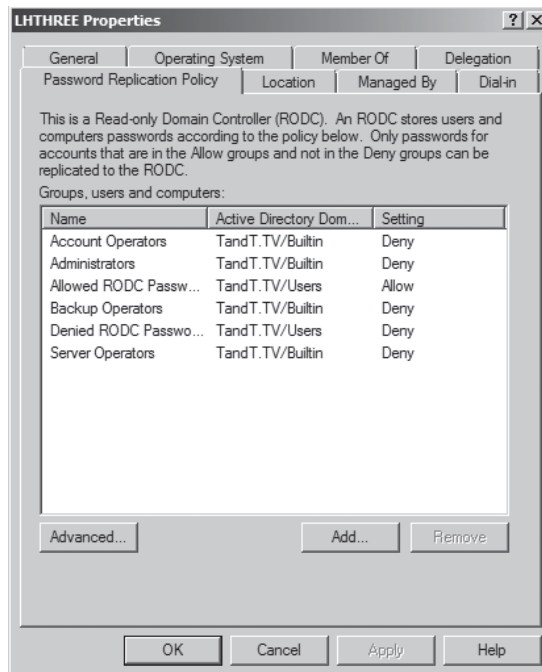 LHTHREE Properties
General Operating System Member Of Delegation
Password Replication Policy Location Managed By Dial-in
This is a Read-only Domain Controller (RODC). An RODC stores users and
computers passwords according to the policy below. Only passwords for
accounts that are in the Allow groups and not in the Deny groups can be
replicated to the RODC.
Groups, users and computers:
Name Active Directory Dom... Setting
Account Operators TandT.TV/Builtin Deny
Administrators TandT.TV/Builtin Deny
Allowed RODC Passw... TandT.TV/Users Allow
Backup Operators TandT.TV/Builtin Deny
Denied RODC Passwo... TandT.TV/Users Deny
Server Operators TandT.TV/Builtin Deny
Advanced... Add... Remove
OK Cancel Apply Help